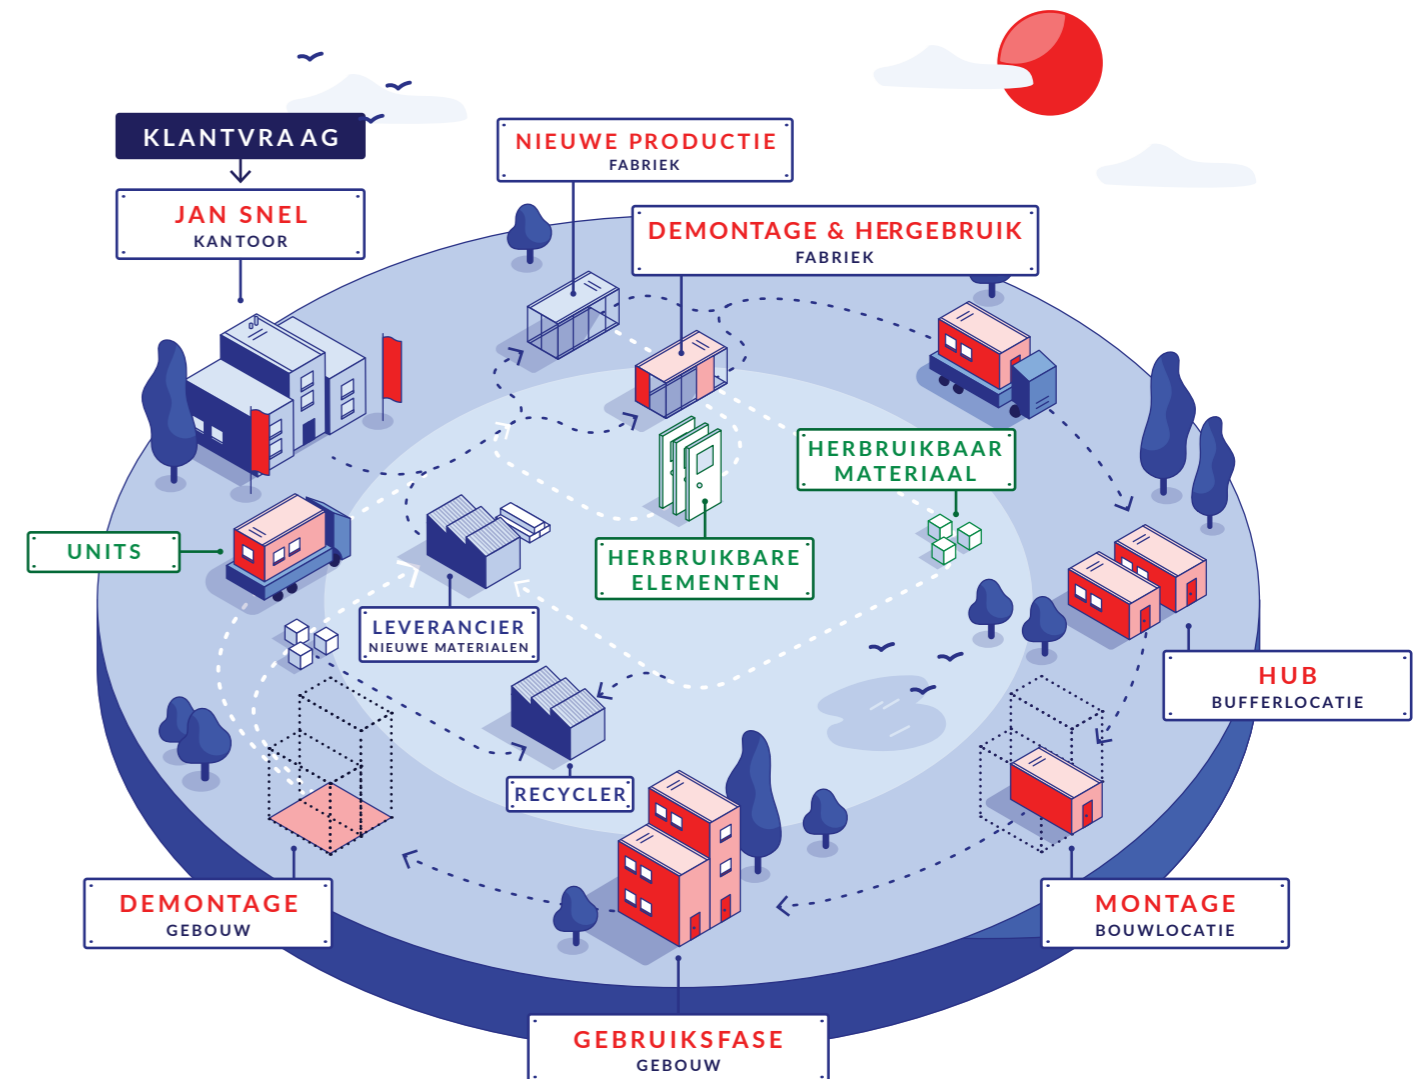 KLANTVRAAG
JAN SNEL
KANTOOR
NIEUWE PRODUCTIE
FABRIEK
DEMONTAGE & HERGEBRUIK
FABRIEK
HERBRUIKBAAR
MATERIAAL
UNITS
HERBRUIKBARE
ELEMENTEN
LEVERANCIER
NIEUWE MATERIALEN
HUB
BUFFERLOCATIE
RECYCLER
DEMONTAGE
GEBOUW
MONTAGE
BOUWLOCATIE
GEBRUIKSFASE
GEBOUW